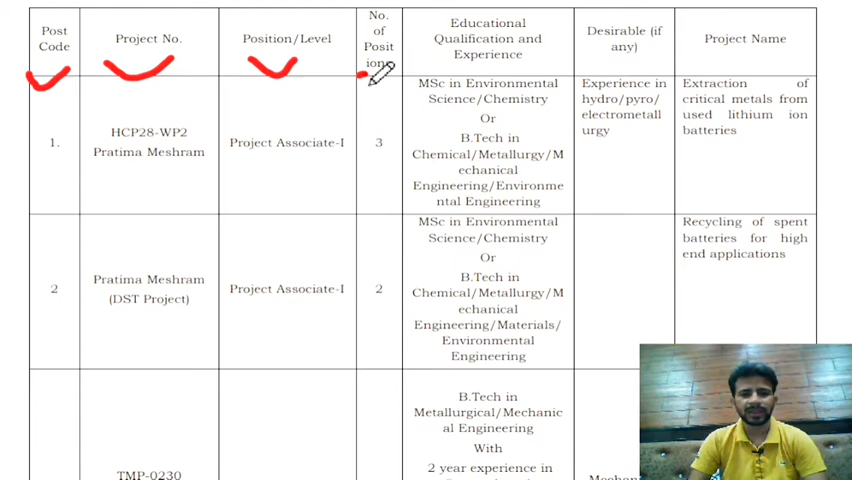 Post
Code
Project No.
Position/Level
No.
of
Posit
ions
Educational
Qualification and
Experience
Desirable (if
any)
Project Name
1.
HCP28-WP2
Pratima Meshram
Project Associate-I
3
MSc in Environmental
Science/Chemistry
Or
B.Tech in
Chemical/Metallurgy/M
echanical
Engineering/Environme
ntal Engineering
Experience in
hydro/pyro/
electrometall
urgy
Extraction of
critical metals from
used lithium ion
batteries
2
Pratima Meshram
(DST Project)
Project Associate-I
2
MSc in Environmental
Science/Chemistry
Or
B.Tech in
Chemical/Metallurgy/M
echanical
Engineering/Materials/
Environmental
Engineering
Recycling of spent
batteries for high
end applications
TMP-0230
B.Tech in
Metallurgical/Mechanic
al Engineering
With
2 year experience in